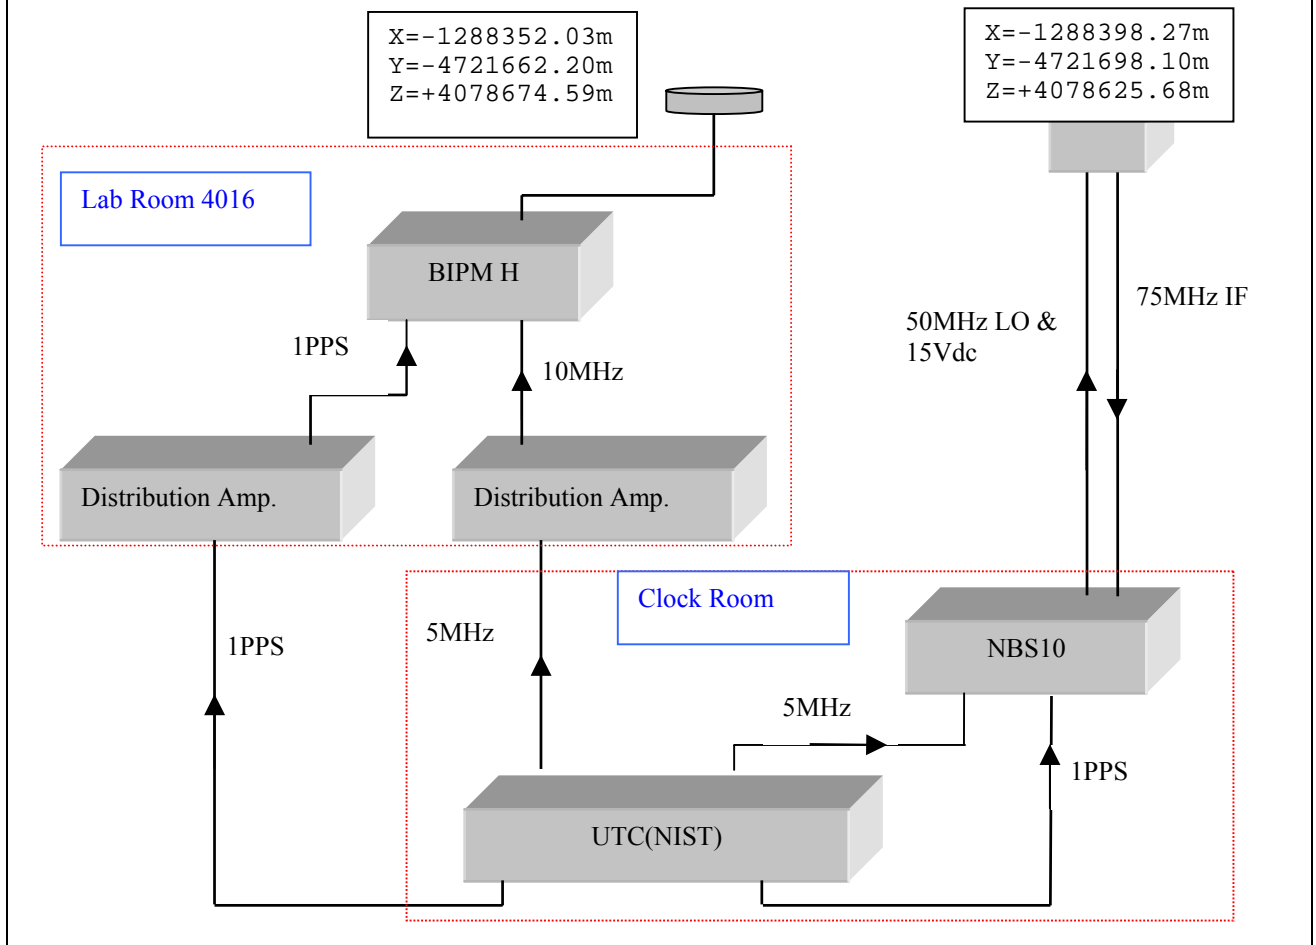 X=-1288352.03m
Y=-4721662.20m
Z=+4078674.59m
X=-1288398.27m
Y=-4721698.10m
Z=+4078625.68m
Lab Room 4016
BIPM H
75MHz IF
50MHz LO &
15Vdc
1PPS
10MHz
Distribution Amp.
Distribution Amp.
Clock Room
1PPS
5MHz
NBS10
5MHz
1PPS
UTC(NIST)